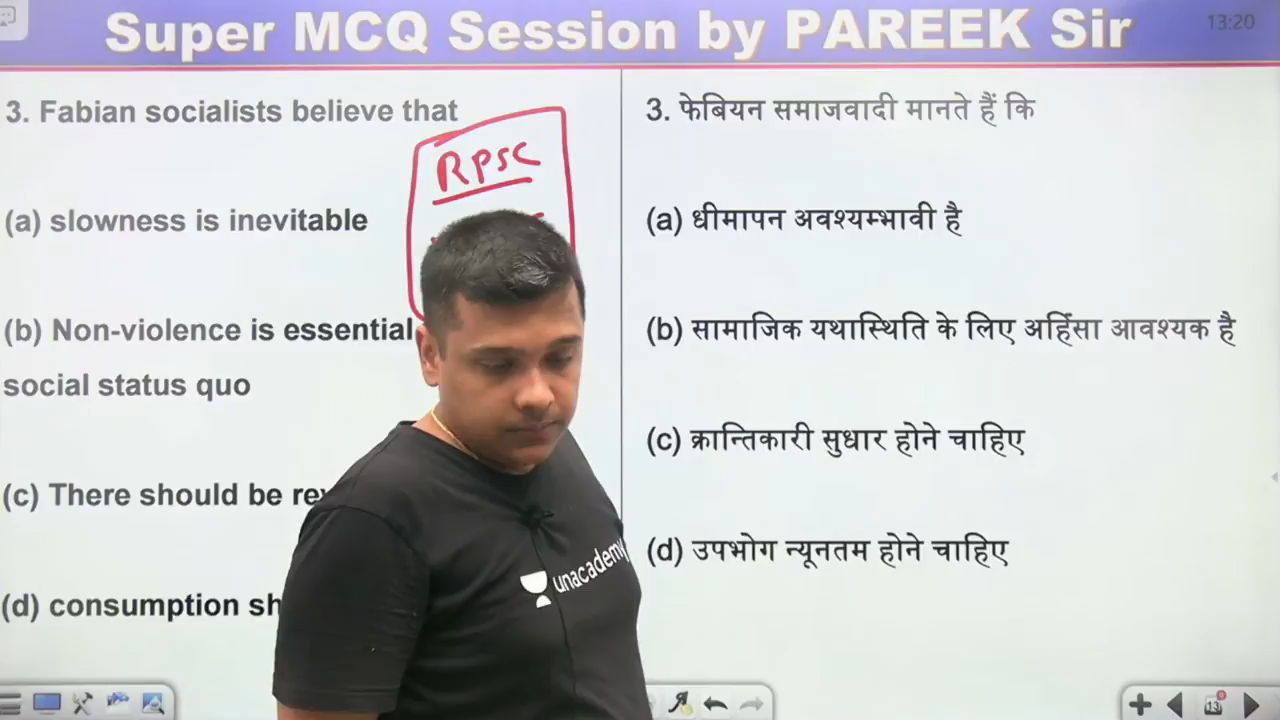 Super MCQ Session by PAREEK Sir
13:20
3. Fabian socialists believe that
RPSC
(a) slowness is inevitable
(b) Non-violence is essential
social status quo
(c) There should be
(d) consumption
3. फेबियन समाजवादी मानते हैं कि
(a) धीमापन अवश्यम्भावी है
(b) सामाजिक यथास्थिति के लिए अहिंसा आवश्यक है
(c) क्रान्तिकारी सुधार होने चाहिए
(d) उपभोग न्यूनतम होने चाहिए
unacademy
13